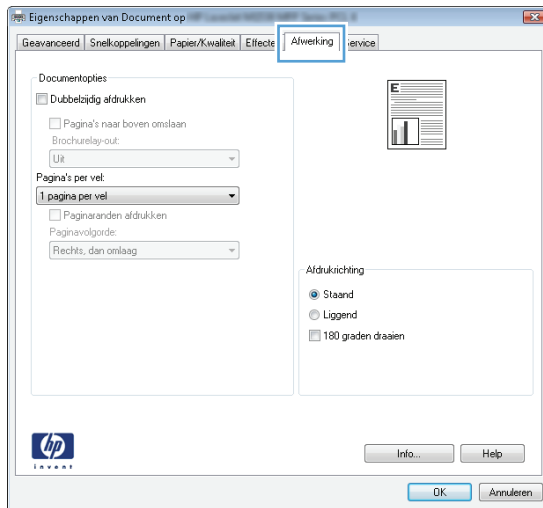 Eigenschappen van Document op
Geavanceerd Snelkoppelingen Papier/Kwaliteit Effecte Afwerking ervice
Documentopties
Dubbelzijdig afdrukken
Pagina's naar boven omslaan
Brochurelay-out:
Uit
Pagina's per vel:
1 pagina per vel
Paginaranden afdrukken
Paginavolgorde:
Rechts, dan omlaag
E
Afdrukrichting
Staand
Liggend
180 graden draaien
hp
invent
Info... Help
OK Annuleren